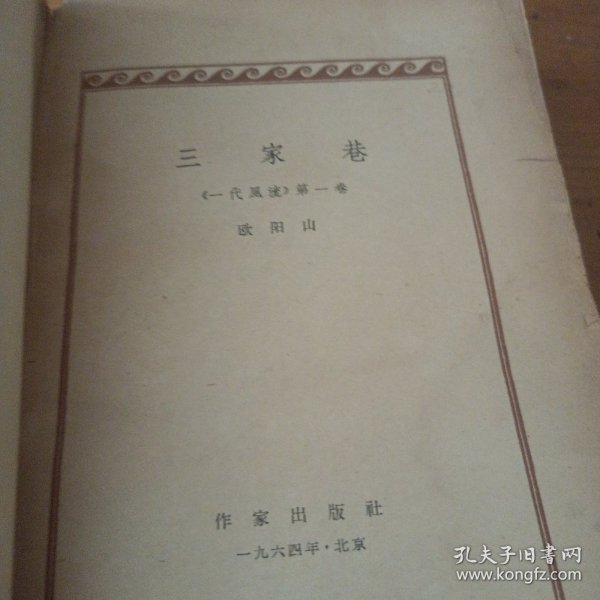 三家巷
《一代风流》第一卷
欧阳山
作家出版社
一九六四年·北京
孔夫子旧书网
www.kongfz.com